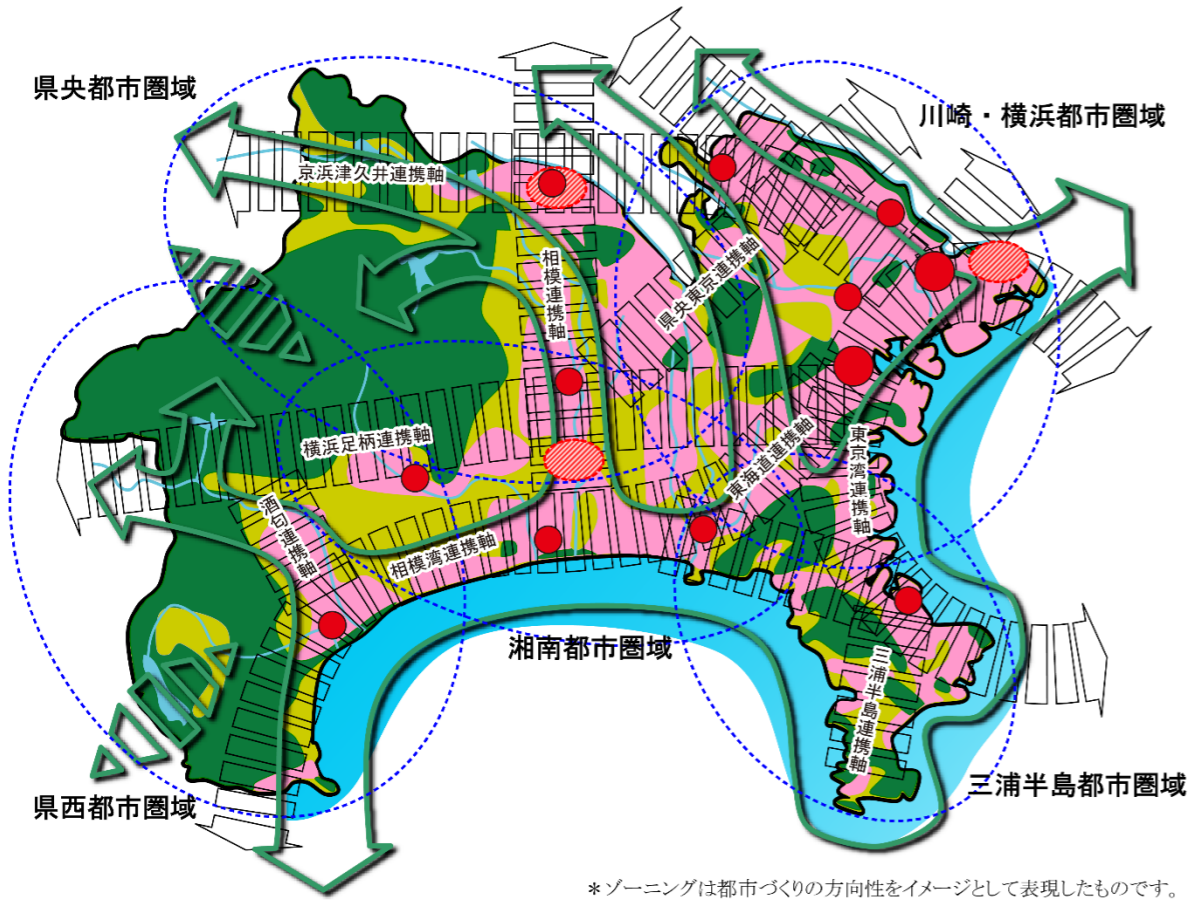 県央都市圏域
川崎・横浜都市圏域
京浜津久井連携軸
相模連携軸
県央東京連携軸
横浜足柄連携軸
東海道連携軸
東京湾連携軸
酒匂連携軸
相模湾連携軸
湘南都市圏域
三浦半島連携軸
三浦半島都市圏域
県西都市圏域
＊ゾーニングは都市づくりの方向性をイメージとして表現したものです。